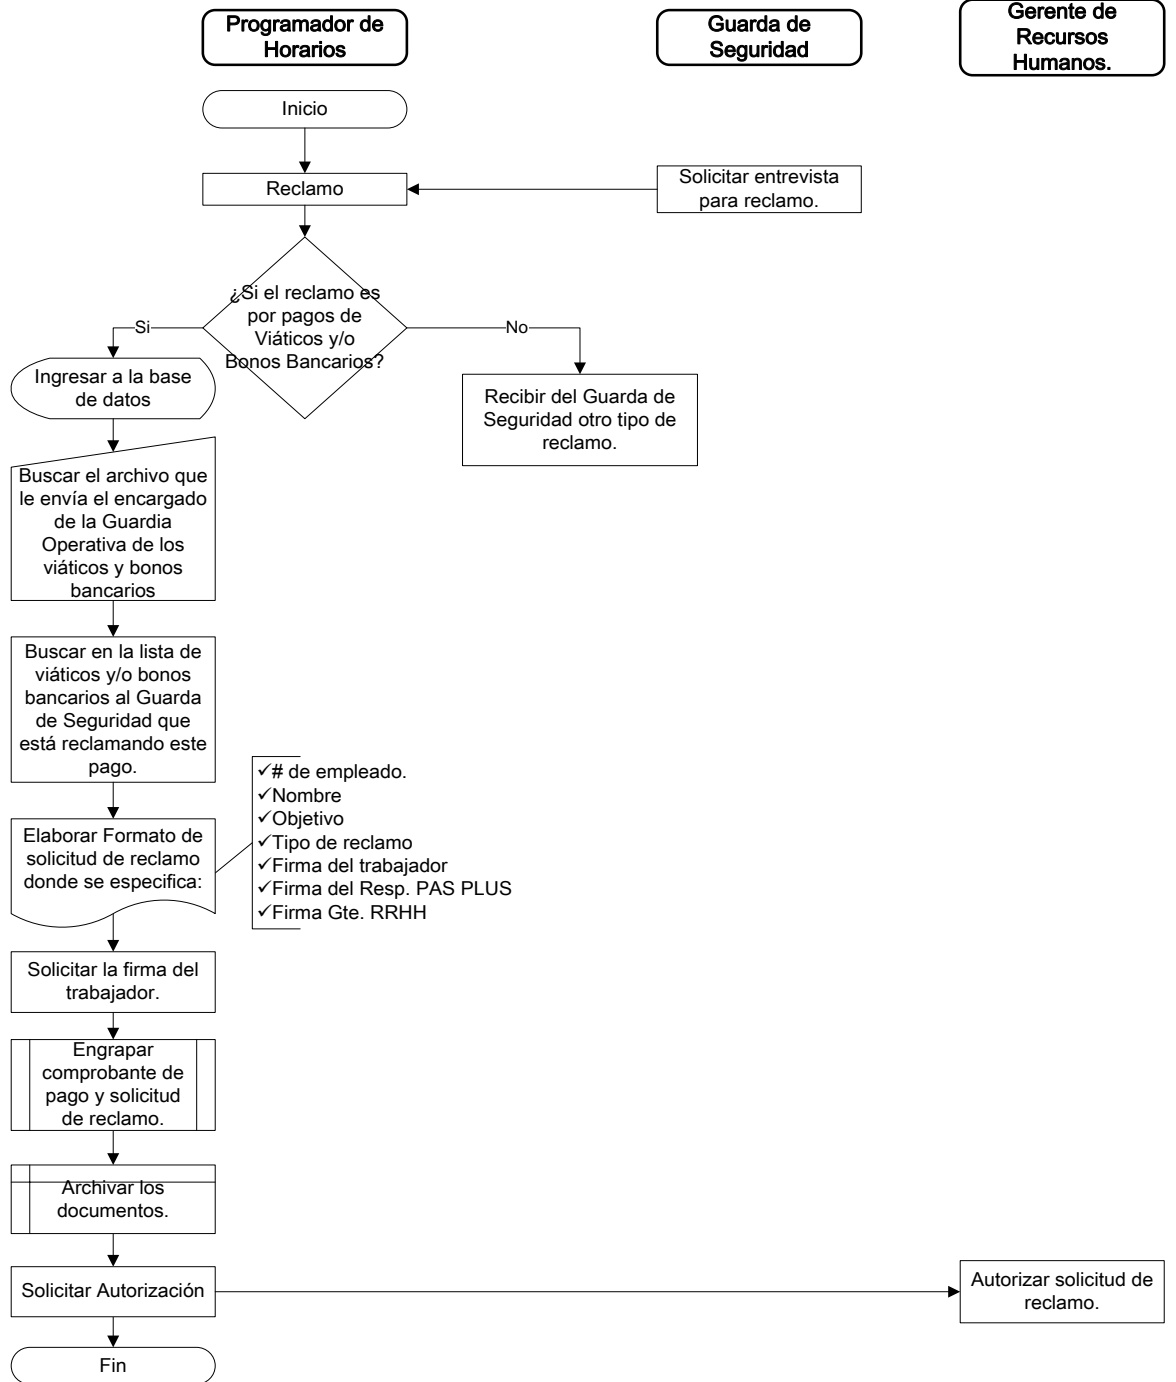 Programador de
Horarios
Guarda de
Seguridad
Gerente de
Recursos
Humanos.
Inicio
Reclamo
Solicitar entrevista
para reclamo.
¿Si el reclamo es
por pagos de
Viáticos y/o
Bonos Bancarios?
Si
No
Ingresar a la base
de datos
Recibir del Guarda de
Seguridad otro tipo de
reclamo.
Buscar el archivo que
le envía el encargado
de la Guardia
Operativa de los
viáticos y bonos
bancarios
Buscar en la lista de
viáticos y/o bonos
bancarios al Guarda
de Seguridad que
está reclamando este
pago.
Elaborar Formato de
solicitud de reclamo
donde se especifica:
✓# de empleado.
✓Nombre
✓Objetivo
✓Tipo de reclamo
✓Firma del trabajador
✓Firma del Resp. PAS PLUS
✓Firma Gte. RRHH
Solicitar la firma del
trabajador.
Engrapar
comprobante de
pago y solicitud
de reclamo.
Archivar los
documentos.
Solicitar Autorización
Autorizar solicitud de
reclamo.
Fin